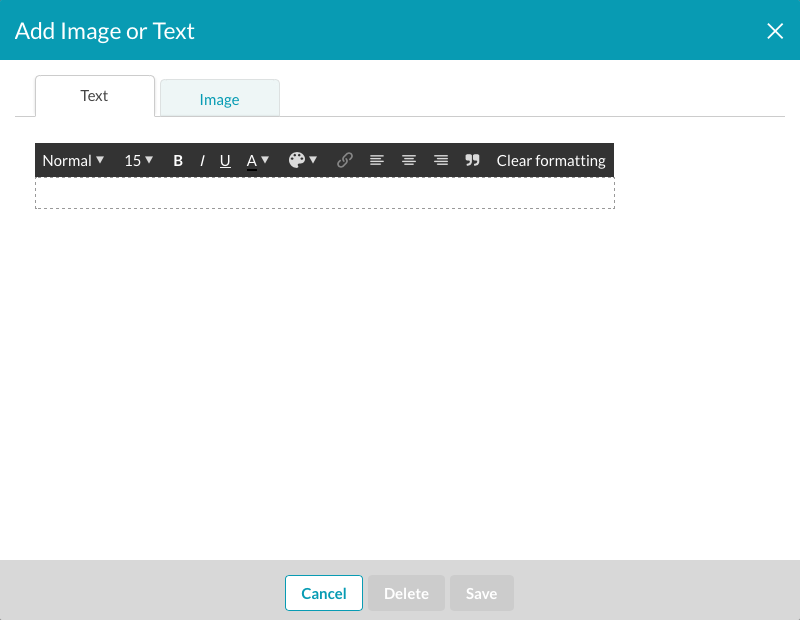 Add Image or Text
Text
Image
Normal 15 B I U A Clear formatting
Cancel Delete Save